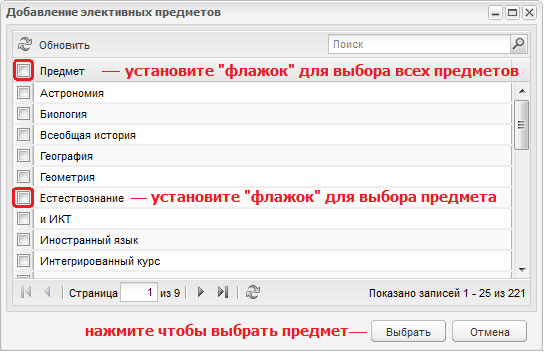 Добавление элективных предметов
Обновить Поиск
Предмет — установите "флажок" для выбора всех предметов
Астрономия
Биология
Всеобщая история
География
Геометрия
Естествознание — установите "флажок" для выбора предмета
и ИКТ
Иностранный язык
Интегрированный курс
Страница 1 из 9 Показано записей 1 - 25 из 221
нажмите чтобы выбрать предмет — Выбрать Отмена